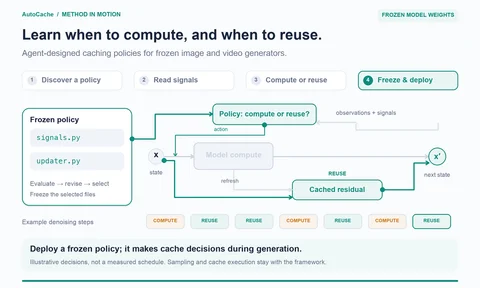 AutoCache / METHOD IN MOTION
FROZEN MODEL WEIGHTS
Learn when to compute, and when to reuse.
Agent-designed caching policies for frozen image and video generators.
1 Discover a policy
2 Read signals
3 Compute or reuse
4 Freeze & deploy
Frozen policy
signals.py
updater.py
Evaluate → revise → select
Freeze the selected files
Policy: compute or reuse?
observations + signals
action
X
state
Model compute
refresh
REUSE
Cached residual
x'
next state
Example denoising steps
COMPUTE
REUSE
REUSE
COMPUTE
REUSE
COMPUTE
REUSE
Deploy a frozen policy; it makes cache decisions during generation.
Illustrative decisions, not a measured schedule. Sampling and cache execution stay with the framework.